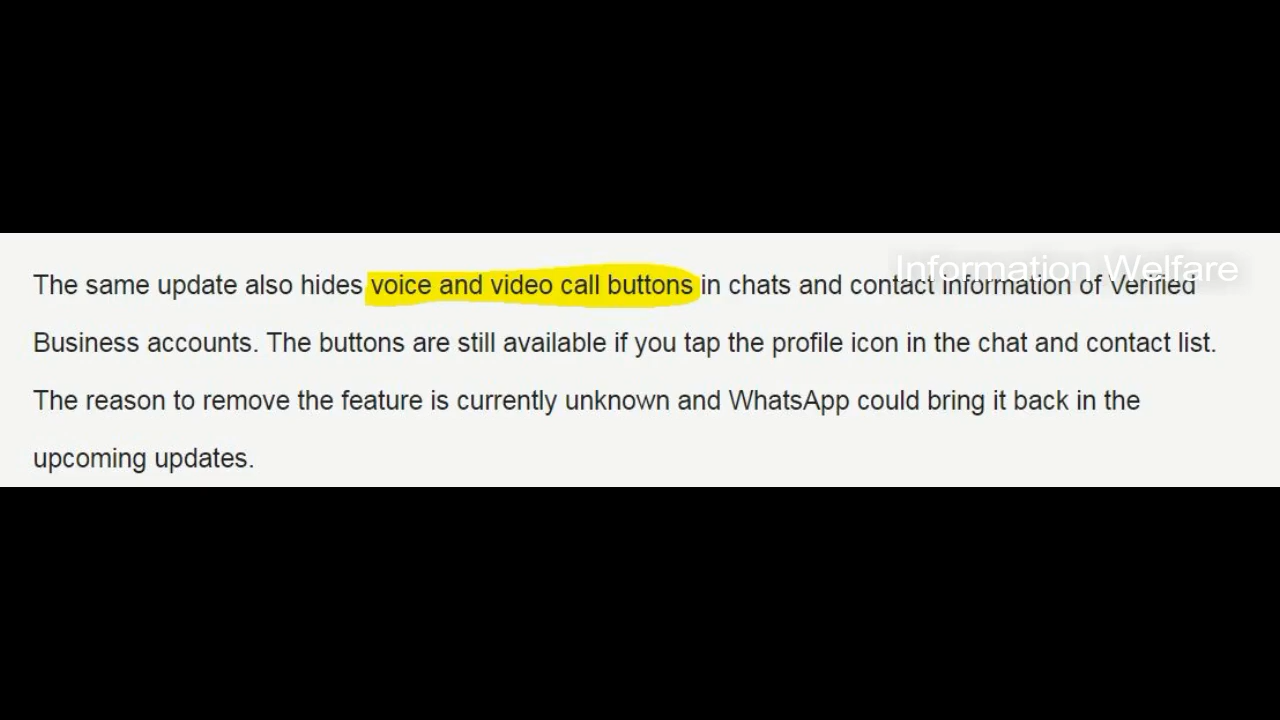 Information Welfare
The same update also hides voice and video call buttons in chats and contact information of Verified
Business accounts. The buttons are still available if you tap the profile icon in the chat and contact list.
The reason to remove the feature is currently unknown and WhatsApp could bring it back in the
upcoming updates.